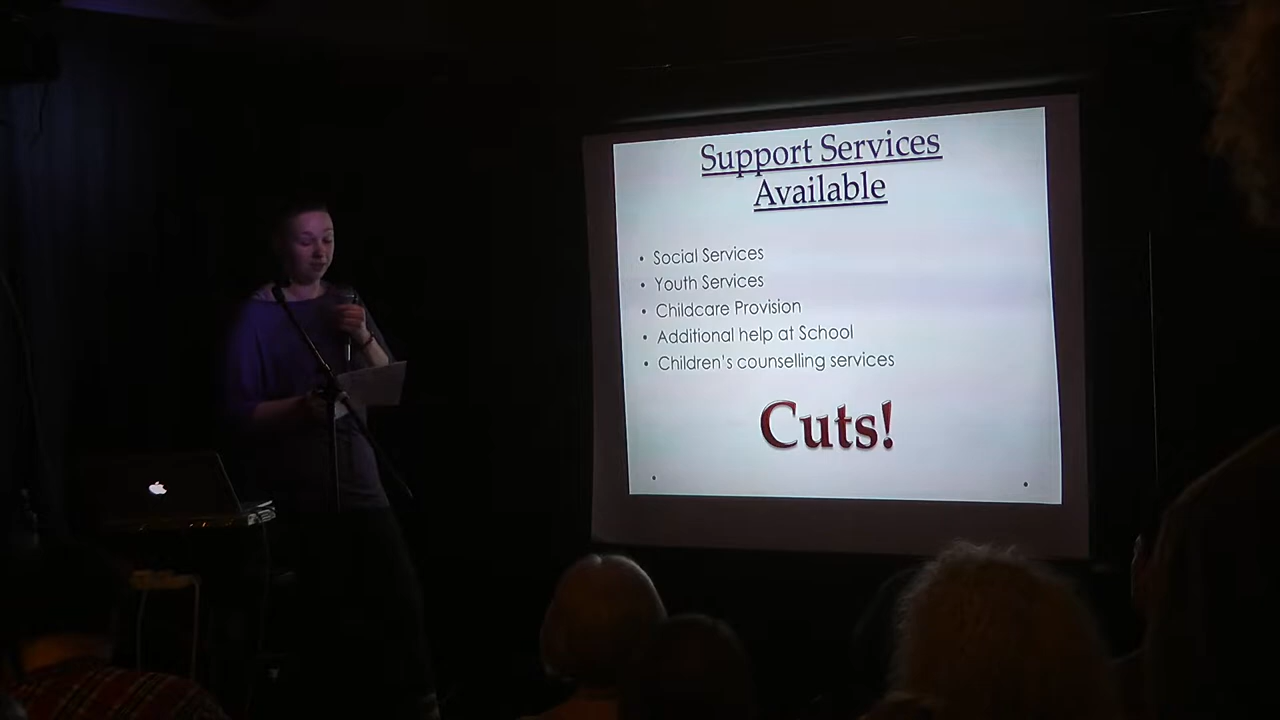 Support Services
Available
• Social Services
• Youth Services
• Childcare Provision
• Additional help at School
• Children's counselling services
Cuts!